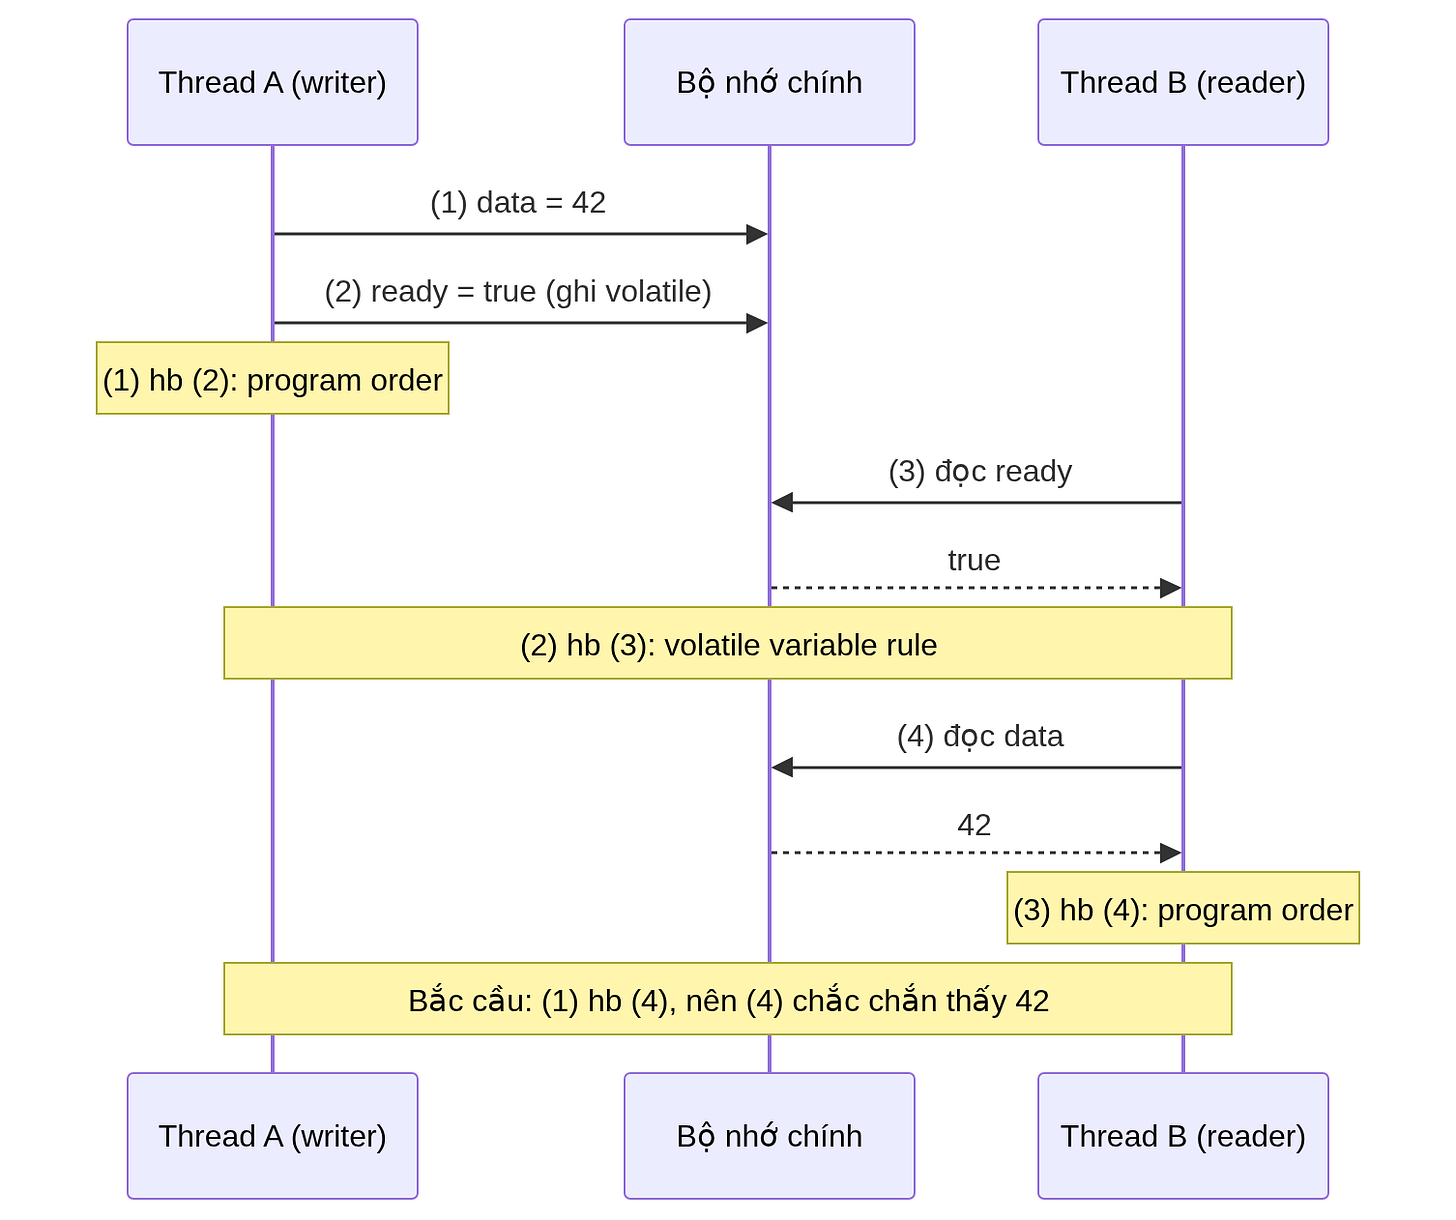 Thread A (writer)
Bộ nhớ chính
Thread B (reader)
(1) data = 42
(2) ready = true (ghi volatile)
(1) hb (2): program order
(3) đọc ready
true
(2) hb (3): volatile variable rule
(4) đọc data
42
(3) hb (4): program order
Bắc cầu: (1) hb (4), nên (4) chắc chắn thấy 42
Thread A (writer)
Bộ nhớ chính
Thread B (reader)